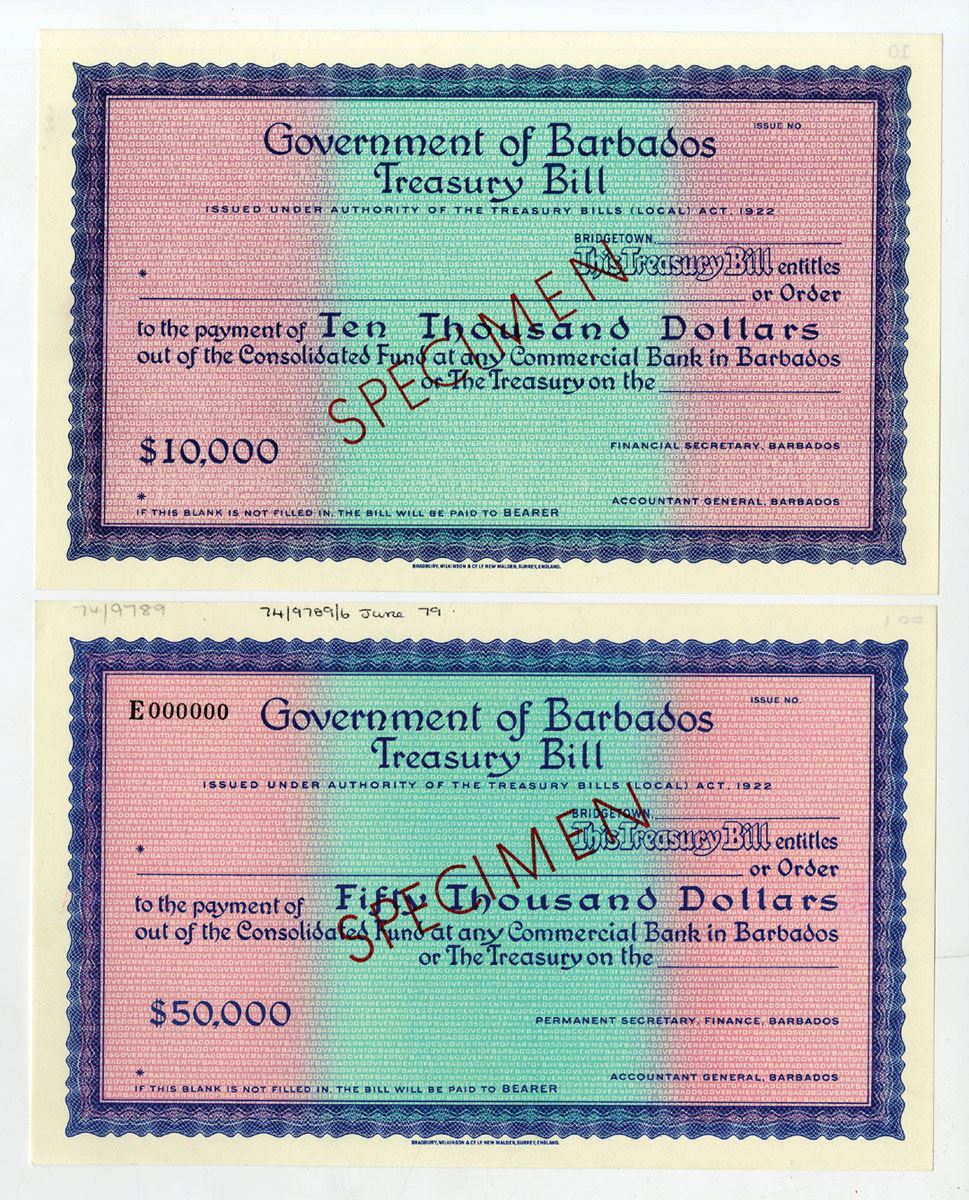 ISSUE NO.
Government of Barbados
Treasury Bill
ISSUED UNDER AUTHORITY OF THE TREASURY BILLS (LOCAL) ACT, 1922
BRIDGETOWN,
* This Treasury Bill entitles
or Order
to the payment of Ten Thousand Dollars
out of the Consolidated Fund at any Commercial Bank in Barbados
or The Treasury on the
SPECIMEN
$10,000
FINANCIAL SECRETARY, BARBADOS
*
ACCOUNTANT GENERAL, BARBADOS
IF THIS BLANK IS NOT FILLED IN, THE BILL WILL BE PAID TO BEARER
BRADBURY, WILKINSON & CO LD NEW MALDEN, SURREY, ENGLAND.
74/9789 74/9789/6 June 79.
ISSUE NO.
E000000 Government of Barbados
Treasury Bill
ISSUED UNDER AUTHORITY OF THE TREASURY BILLS (LOCAL) ACT, 1922
BRIDGETOWN,
* This Treasury Bill entitles
or Order
to the payment of Fifty Thousand Dollars
out of the Consolidated Fund at any Commercial Bank in Barbados
or The Treasury on the
SPECIMEN
$50,000
PERMANENT SECRETARY, FINANCE, BARBADOS
*
ACCOUNTANT GENERAL, BARBADOS
IF THIS BLANK IS NOT FILLED IN, THE BILL WILL BE PAID TO BEARER
BRADBURY, WILKINSON & CO LD NEW MALDEN, SURREY, ENGLAND.